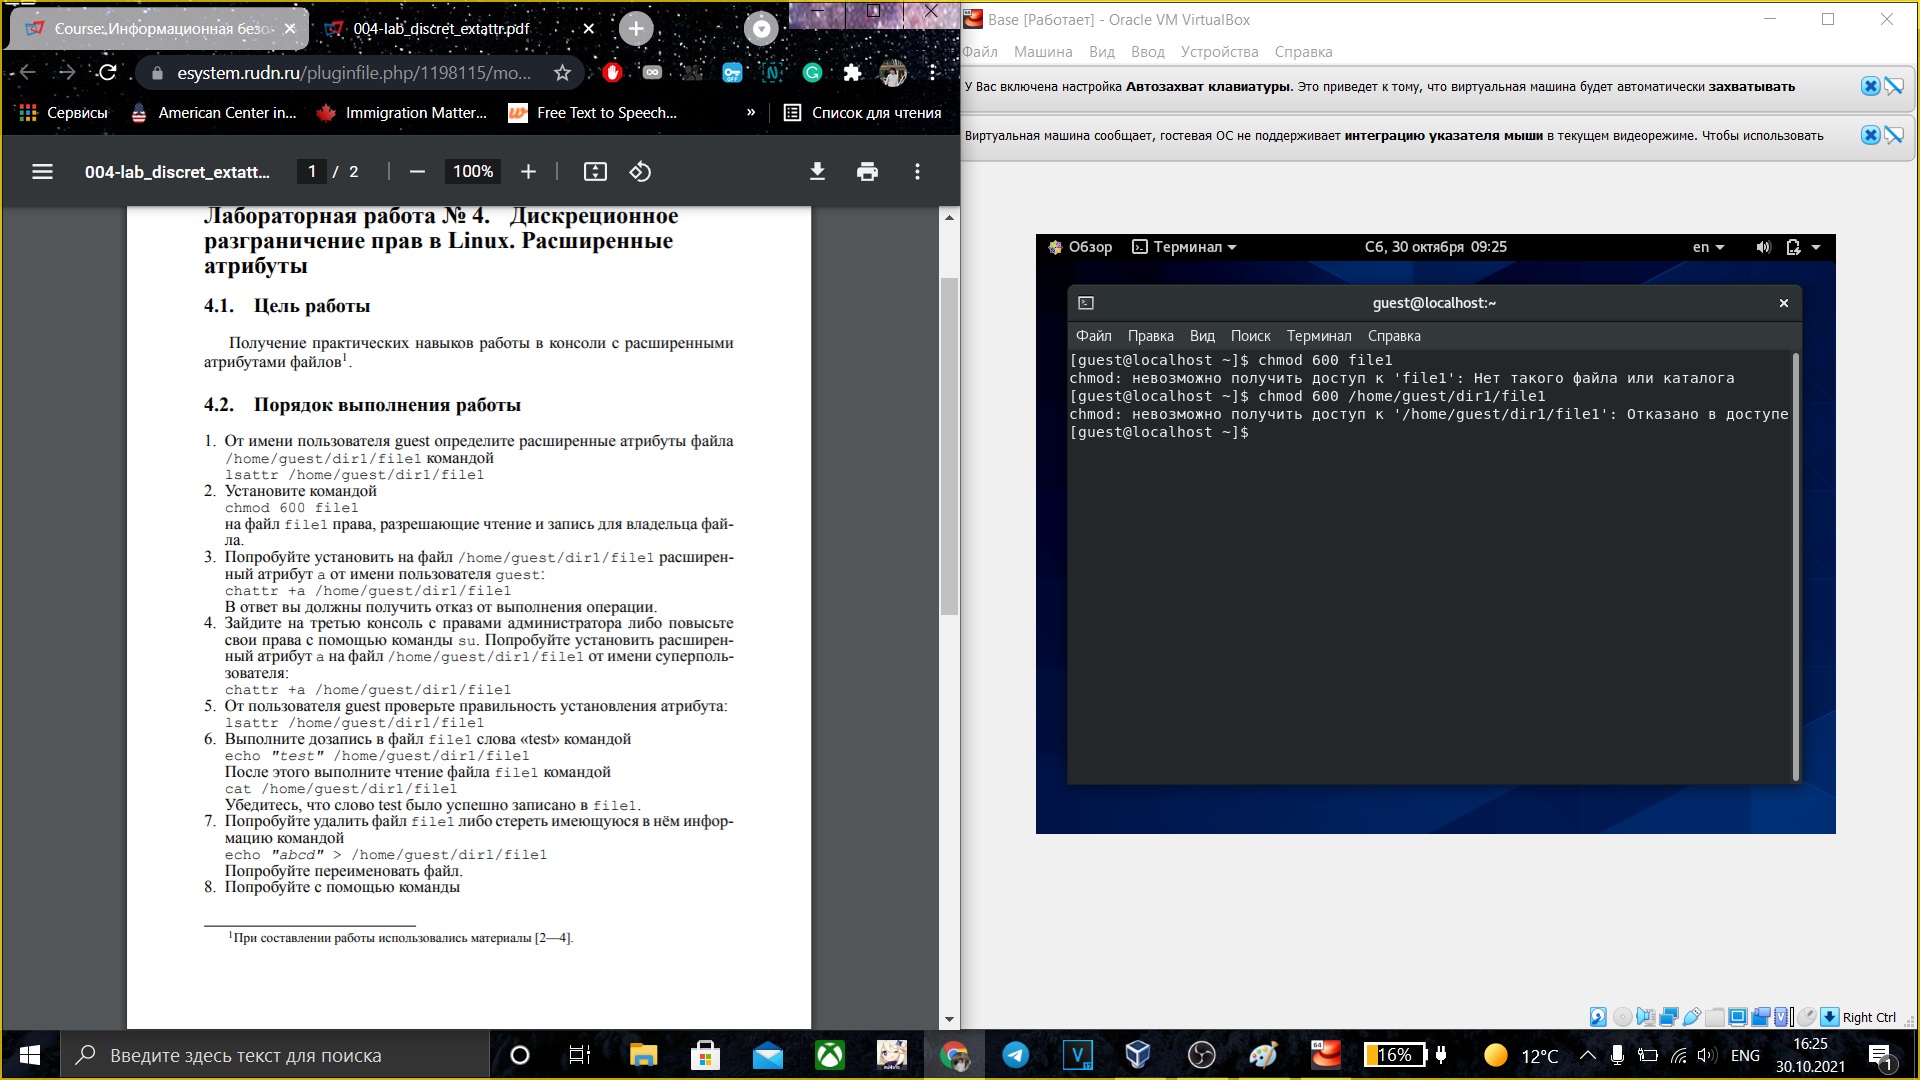 Course: Информационная безо
004-lab_discret_extattr.pdf
esystem.rudn.ru/pluginfile.php/1198115/mo...
Сервисы
American Center in...
Immigration Matter...
Free Text to Speech...
»
Список для чтения
004-lab_discret_extatt...
1 / 2
100%
Лабораторная работа № 4. Дискреционное
разграничение прав в Linux. Расширенные
атрибуты
4.1. Цель работы
Получение практических навыков работы в консоли с расширенными
атрибутами файлов1.
4.2. Порядок выполнения работы
1. От имени пользователя guest определите расширенные атрибуты файла
/home/guest/dir1/file1 командой
lsattr /home/guest/dir1/file1
2. Установите командой
chmod 600 file1
на файл file1 права, разрешающие чтение и запись для владельца фай-
ла.
3. Попробуйте установить на файл /home/guest/dir1/file1 расширен-
ный атрибут a от имени пользователя guest:
chattr +a /home/guest/dir1/file1
В ответ вы должны получить отказ от выполнения операции.
4. Зайдите на третью консоль с правами администратора либо повысьте
свои права с помощью команды su. Попробуйте установить расширен-
ный атрибут a на файл /home/guest/dir1/file1 от имени суперполь-
зователя:
chattr +a /home/guest/dir1/file1
5. От пользователя guest проверьте правильность установления атрибута:
lsattr /home/guest/dir1/file1
6. Выполните дозапись в файл file1 слова «test» командой
echo "test" /home/guest/dir1/file1
После этого выполните чтение файла file1 командой
cat /home/guest/dir1/file1
Убедитесь, что слово test было успешно записано в file1.
7. Попробуйте удалить файл file1 либо стереть имеющуюся в нём инфор-
мацию командой
echo "abcd" > /home/guest/dirl/file1
Попробуйте переименовать файл.
8. Попробуйте с помощью команды
1При составлении работы использовались материалы [2—4].
Base [Работает] - Oracle VM VirtualBox
Файл Машина Вид Ввод Устройства Справка
У Вас включена настройка Автозахват клавиатуры. Это приведет к тому, что виртуальная машина будет автоматически захватывать
Виртуальная машина сообщает, гостевая ОС не поддерживает интеграцию указателя мыши в текущем видеорежиме. Чтобы использовать
Обзор Терминал Сб, 30 октября 09:25 en
guest@localhost:~
Файл Правка Вид Поиск Терминал Справка
[guest@localhost ~]$ chmod 600 file1
chmod: невозможно получить доступ к 'file1': Нет такого файла или каталога
[guest@localhost ~]$ chmod 600 /home/guest/dir1/file1
chmod: невозможно получить доступ к '/home/guest/dir1/file1': Отказано в доступе
[guest@localhost ~]$
Right Ctrl
Введите здесь текст для поиска
16%
12°C
ENG
16:25
30.10.2021
1